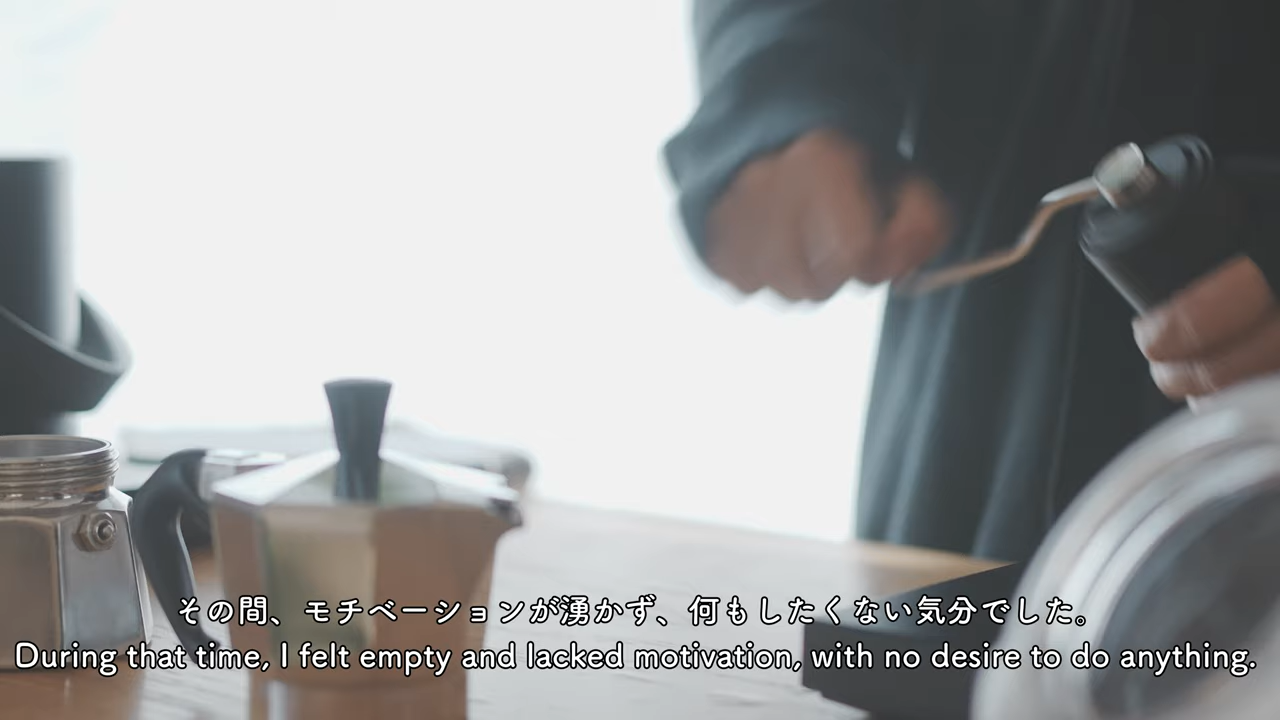 その間、モチベーションが湧かず、何もしたくない気分でした。
During that time, I felt empty and lacked motivation, with no desire to do anything.